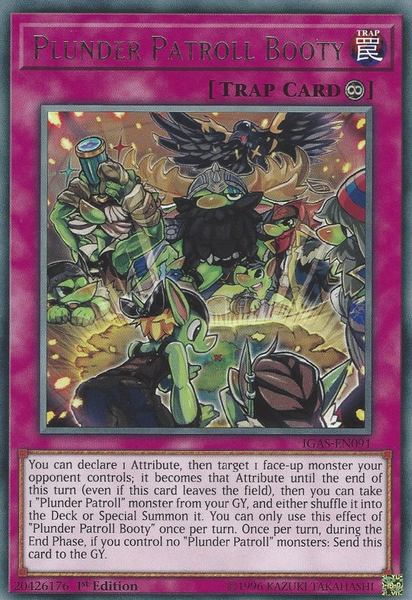 Plunder Patroll Booty
TRAP
罠
[Trap Card ∞]
IGAS-EN091
You can declare 1 Attribute, then target 1 face-up monster your
opponent controls; it becomes that Attribute until the end of
this turn (even if this card leaves the field), then you can take
1 "Plunder Patroll" monster from your GY, and either shuffle it into
the Deck or Special Summon it. You can only use this effect of
"Plunder Patroll Booty" once per turn. Once per turn, during the
End Phase, if you control no "Plunder Patroll" monsters: Send this
card to the GY.
20426176 1st Edition ©1996 KAZUKI TAKAHASHI